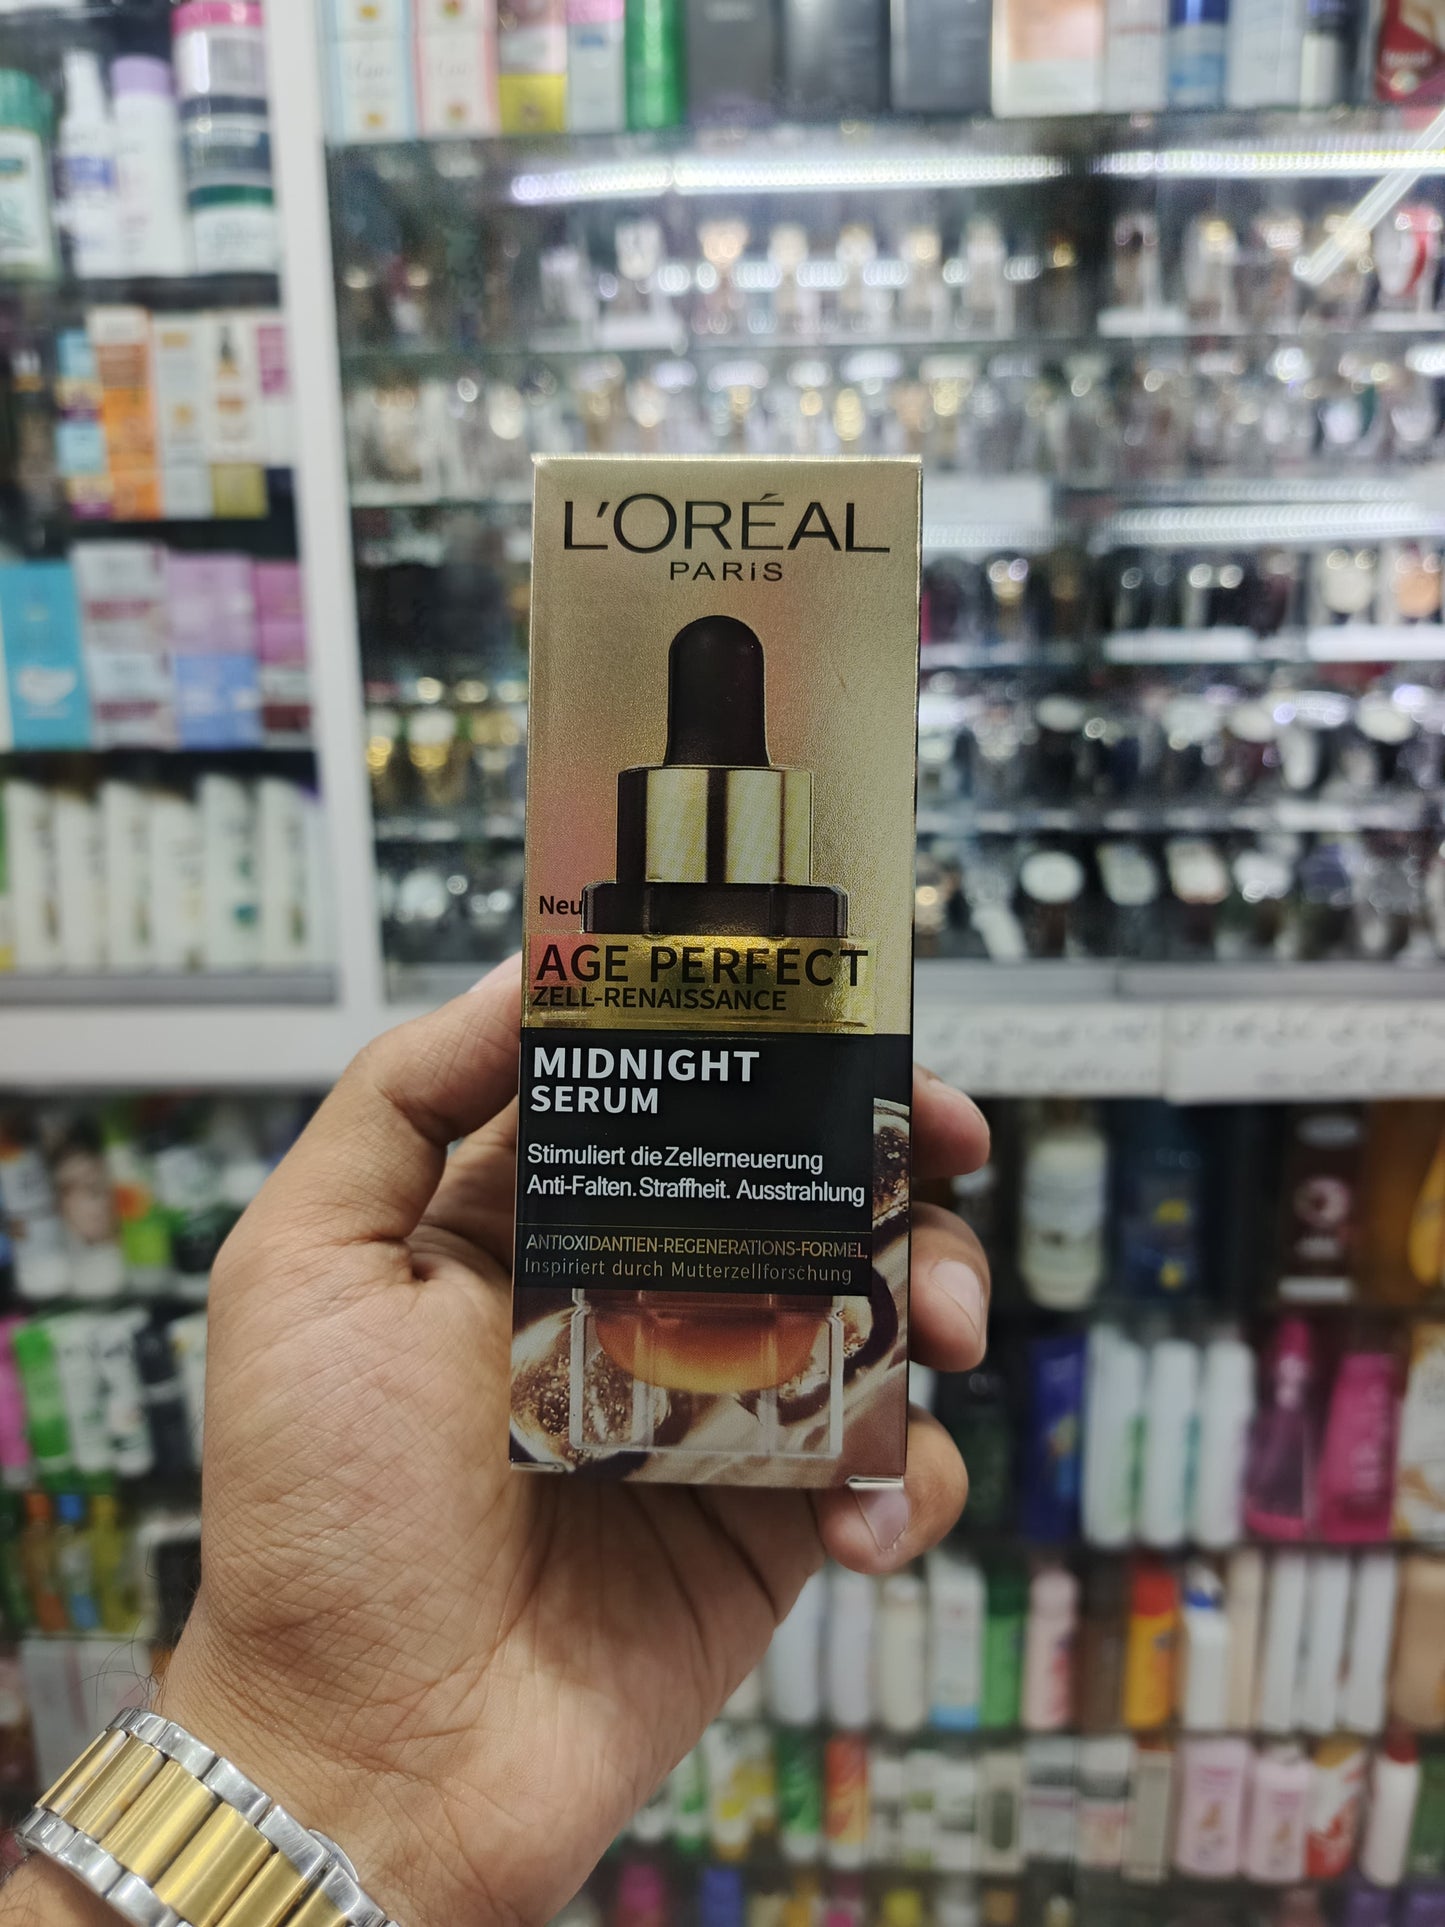 L'ORÉAL
PARiS
Neu
AGE PERFECT
ZELL-RENAISSANCE
MIDNIGHT
SERUM
Stimuliert die Zellerneuerung
Anti-Falten. Straffheit. Ausstrahlung
ANTIOXIDANTIEN-REGENERATIONS-FORMEL,
Inspiriert durch Mutterzellforschung